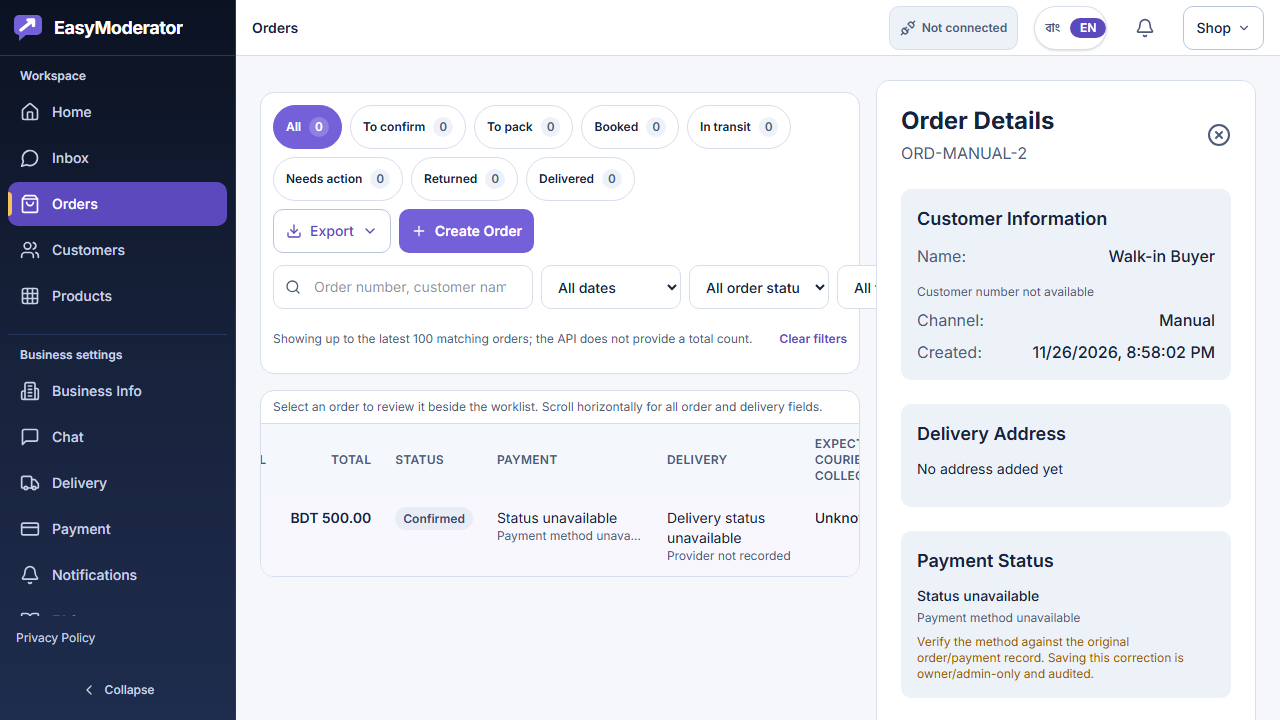 EasyModerator
Workspace
Home
Inbox
Orders
Customers
Products
Business settings
Business Info
Chat
Delivery
Payment
Notifications
Privacy Policy
Collapse
Orders
Not connected
বাং EN
Shop
All 0
To confirm 0
To pack 0
Booked 0
In transit 0
Needs action 0
Returned 0
Delivered 0
Export
Create Order
Order number, customer nam
All dates
All order statu
All
Showing up to the latest 100 matching orders; the API does not provide a total count.
Clear filters
Select an order to review it beside the worklist. Scroll horizontally for all order and delivery fields.
L TOTAL STATUS PAYMENT DELIVERY
EXPECT
COURIE
COLLEC
BDT 500.00 Confirmed
Status unavailable
Payment method unava...
Delivery status
unavailable
Provider not recorded
Unkno
Order Details
ORD-MANUAL-2
Customer Information
Name: Walk-in Buyer
Customer number not available
Channel: Manual
Created: 11/26/2026, 8:58:02 PM
Delivery Address
No address added yet
Payment Status
Status unavailable
Payment method unavailable
Verify the method against the original
order/payment record. Saving this correction is
owner/admin-only and audited.